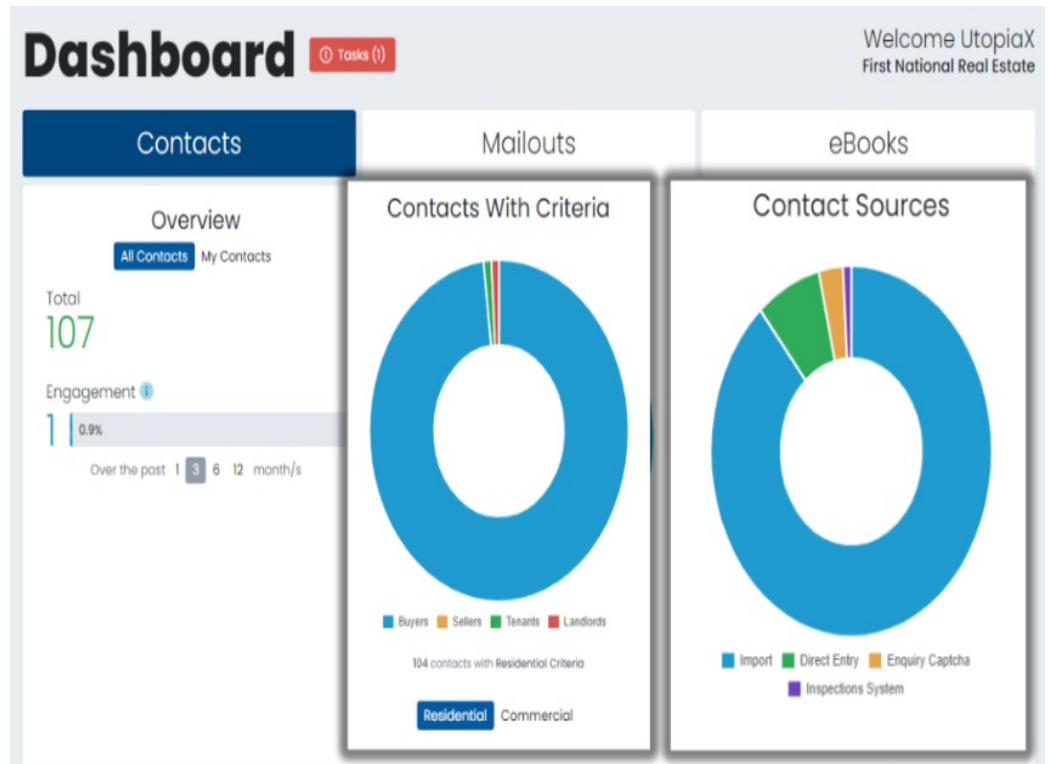 Dashboard
Tasks (1)
Welcome UtopiaX
First National Real Estate
Contacts
Mailouts
eBooks
Overview
All Contacts My Contacts
Total
107
Engagement
1 0.9%
Over the past 1 3 6 12 month/s
Contacts With Criteria
Buyers Sellers Tenants Landlords
104 contacts with Residential Criteria
Residential Commercial
Contact Sources
Import Direct Entry Enquiry Captcha
Inspections System